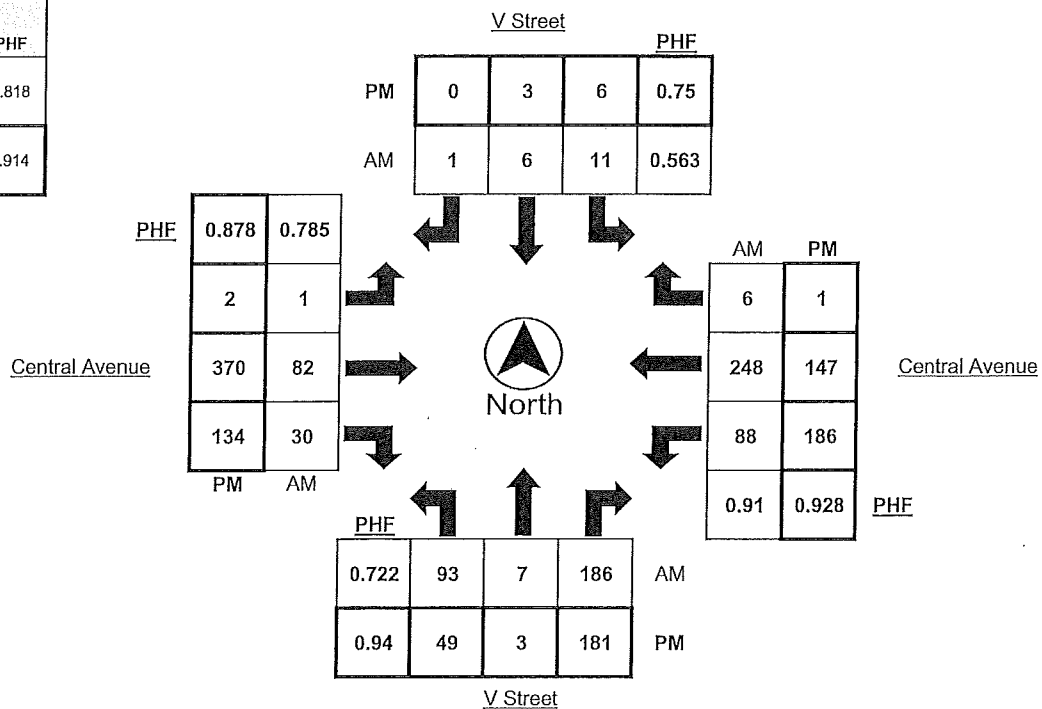 PHF
.818
.914
V Street
PHF
PM 0 3 6 0.75
AM 1 6 11 0.563
PHF 0.878 0.785
2 1
Central Avenue 370 82
134 30
PM AM
North
AM PM
6 1
248 147 Central Avenue
88 186
0.91 0.928 PHF
PHF
0.722 93 7 186 AM
0.94 49 3 181 PM
V Street